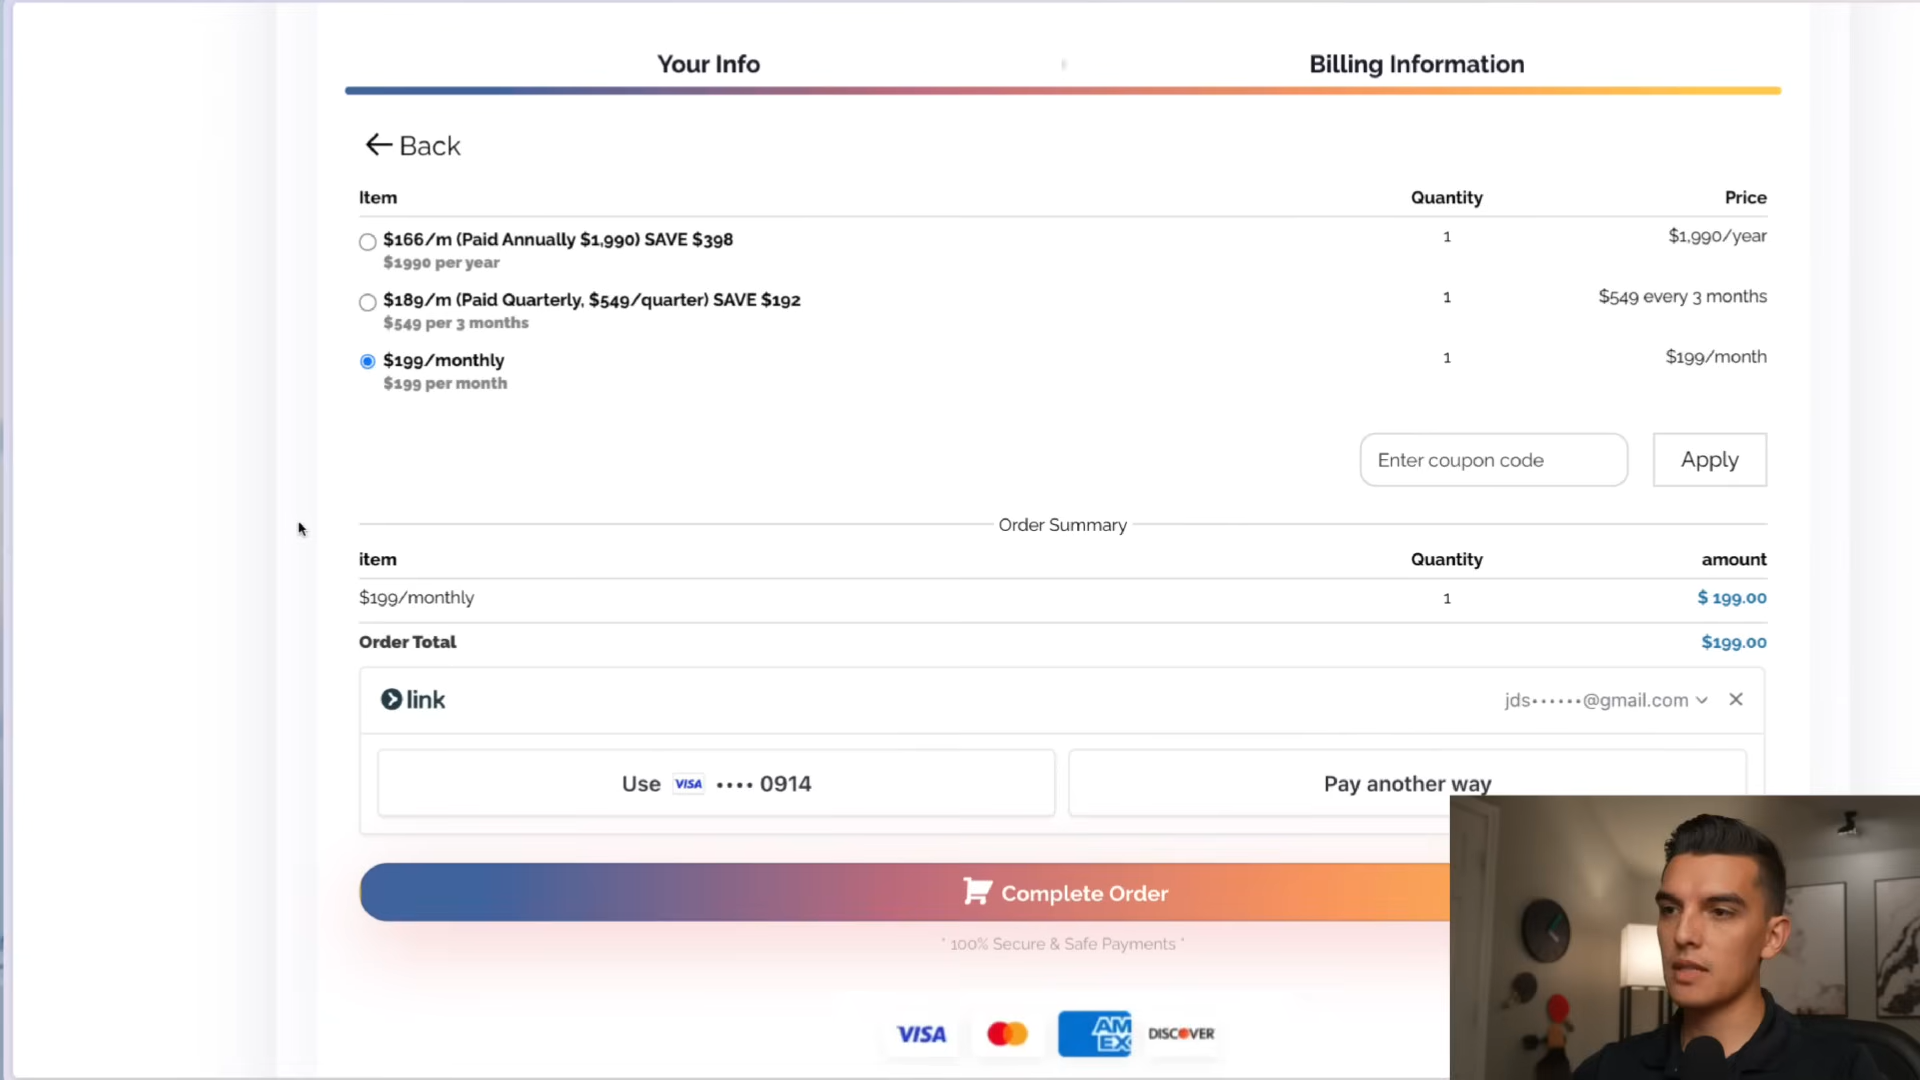 Your Info
Billing Information
Back
Item Quantity Price
$166/m (Paid Annually $1,990) SAVE $398 1 $1,990/year
$1990 per year
$189/m (Paid Quarterly, $549/quarter) SAVE $192 1 $549 every 3 months
$549 per 3 months
$199/monthly 1 $199/month
$199 per month
Enter coupon code Apply
Order Summary
item Quantity amount
$199/monthly 1 $ 199.00
Order Total $199.00
link jds••••••@gmail.com
Use VISA •••• 0914 Pay another way
Complete Order
* 100% Secure & Safe Payments *
VISA AM EX DISCOVER